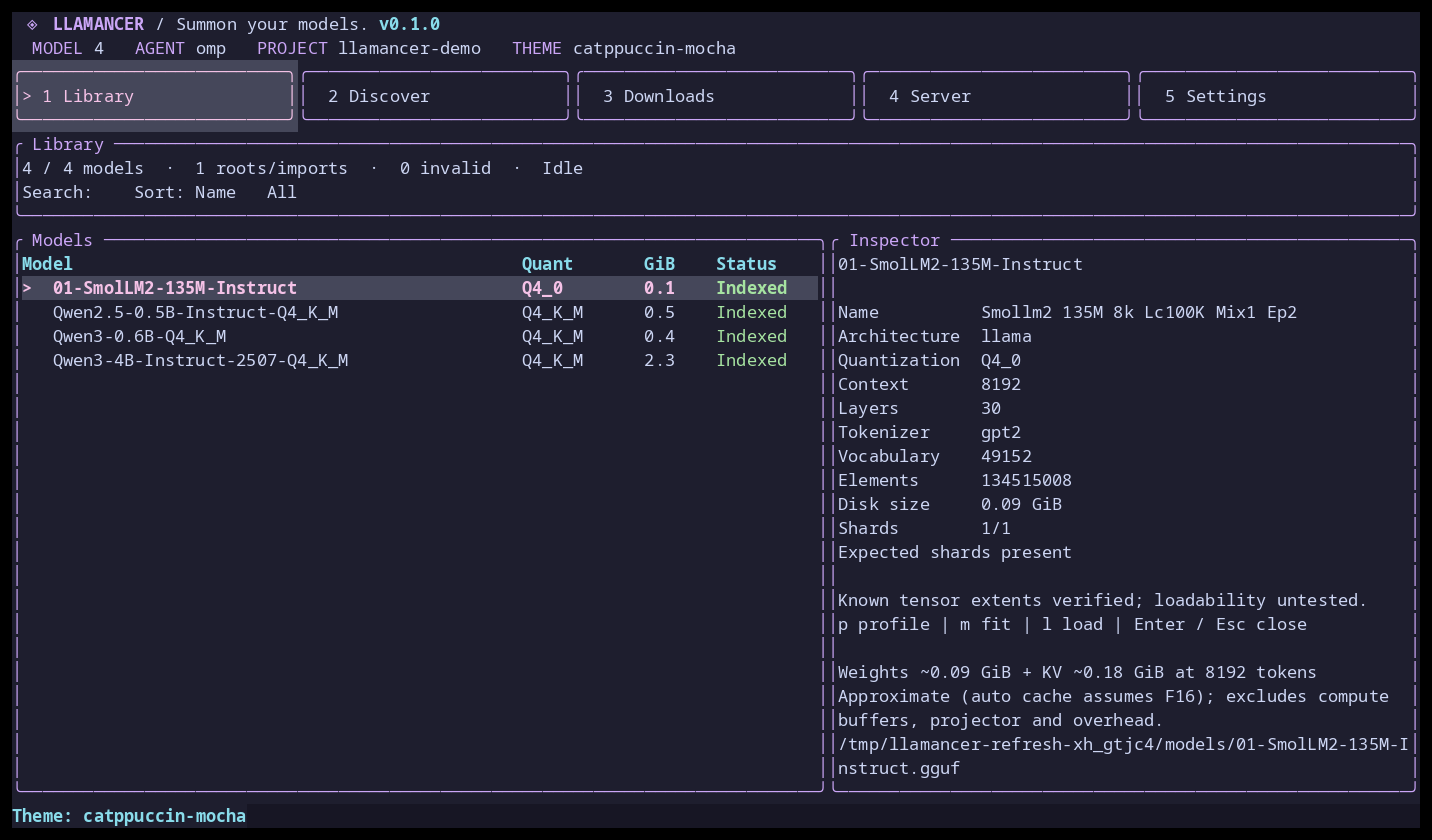 ◈ LLAMANCER / Summon your models. v0.1.0
MODEL 4 AGENT omp PROJECT llamancer-demo THEME catppuccin-mocha
> 1 Library 2 Discover 3 Downloads 4 Server 5 Settings
Library
4 / 4 models · 1 roots/imports · 0 invalid · Idle
Search: Sort: Name All
Models
Model Quant GiB Status
> 01-SmolLM2-135M-Instruct Q4_0 0.1 Indexed
Qwen2.5-0.5B-Instruct-Q4_K_M Q4_K_M 0.5 Indexed
Qwen3-0.6B-Q4_K_M Q4_K_M 0.4 Indexed
Qwen3-4B-Instruct-2507-Q4_K_M Q4_K_M 2.3 Indexed
Inspector
01-SmolLM2-135M-Instruct
Name Smollm2 135M 8k Lc100K Mix1 Ep2
Architecture llama
Quantization Q4_0
Context 8192
Layers 30
Tokenizer gpt2
Vocabulary 49152
Elements 134515008
Disk size 0.09 GiB
Shards 1/1
Expected shards present
Known tensor extents verified; loadability untested.
p profile | m fit | l load | Enter / Esc close
Weights ~0.09 GiB + KV ~0.18 GiB at 8192 tokens
Approximate (auto cache assumes F16); excludes compute
buffers, projector and overhead.
/tmp/llamancer-refresh-xh_gtjc4/models/01-SmolLM2-135M-I
nstruct.gguf
Theme: catppuccin-mocha